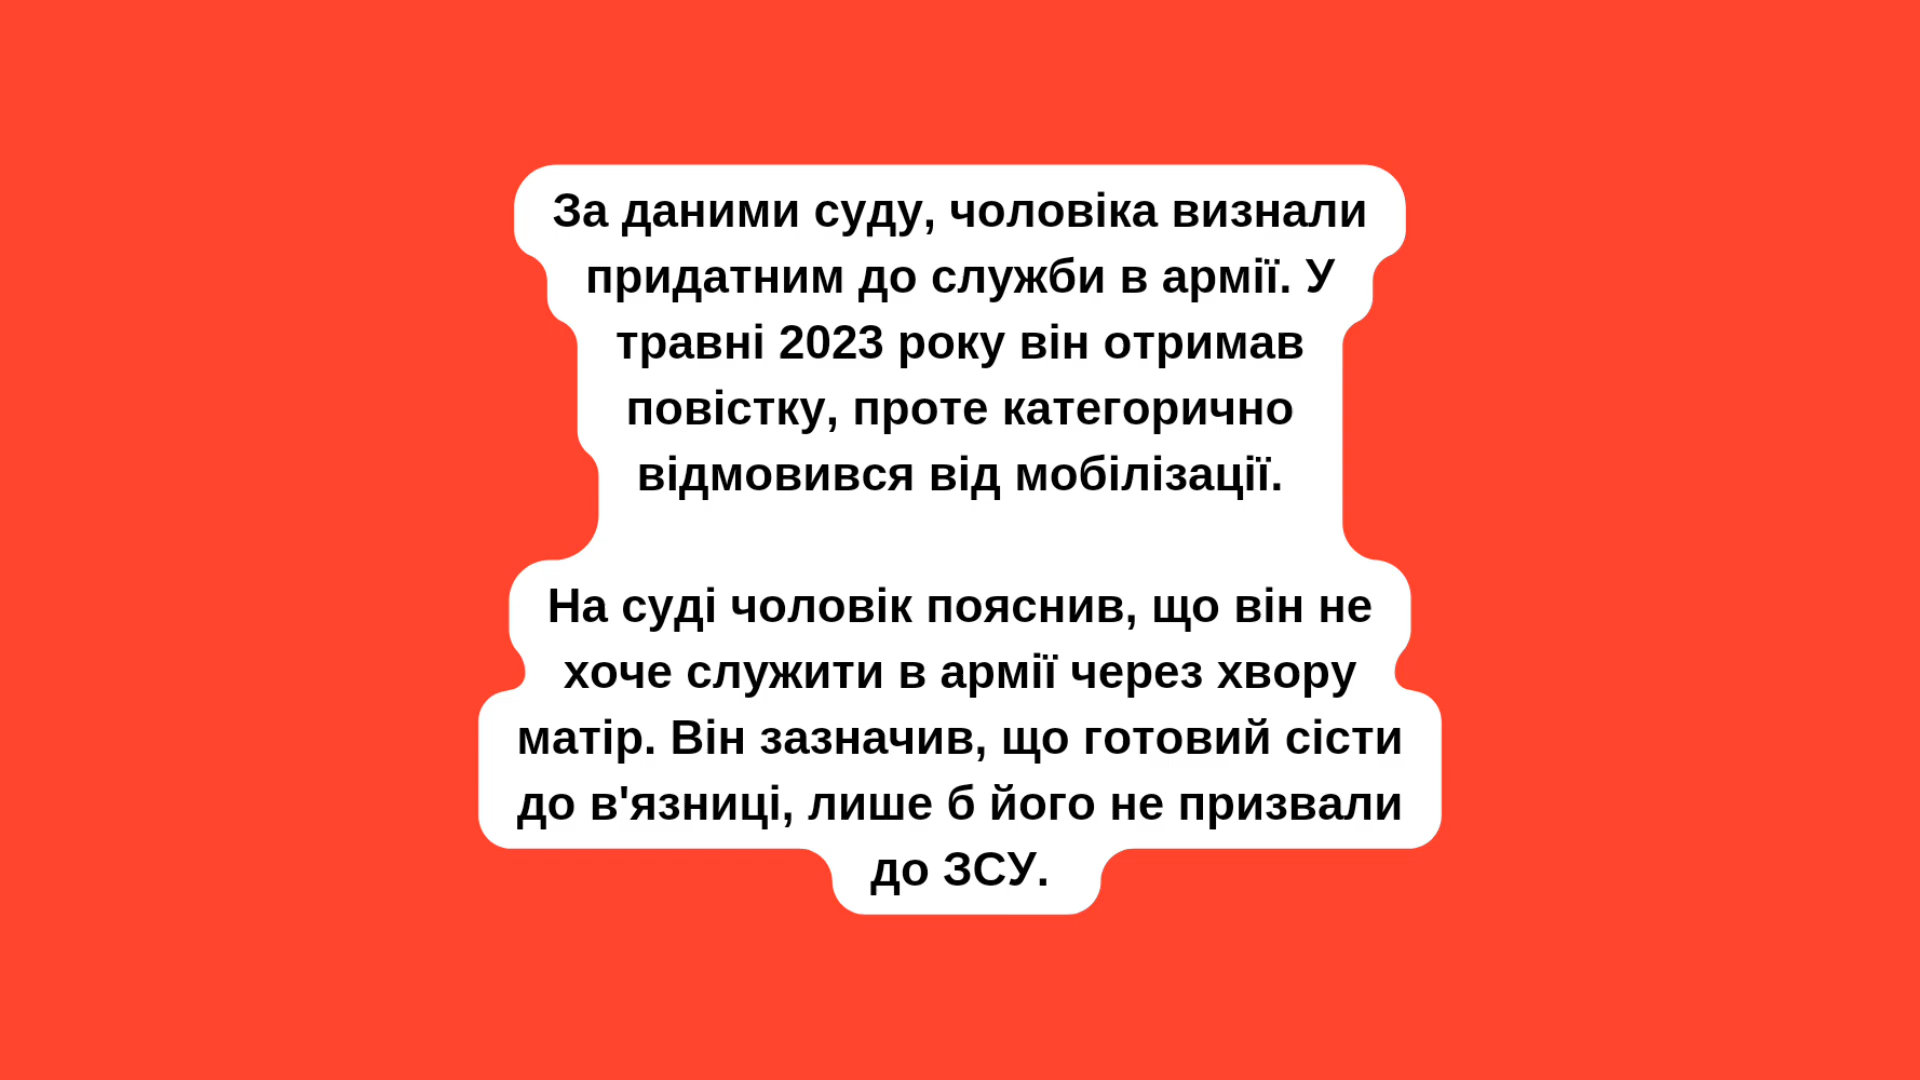 За даними суду, чоловіка визнали
придатним до служби в армії. У
травні 2023 року він отримав
повістку, проте категорично
відмовився від мобілізації.
На суді чоловік пояснив, що він не
хоче служити в армії через хвору
матір. Він зазначив, що готовий сісти
до в'язниці, лише б його не призвали
до ЗСУ.